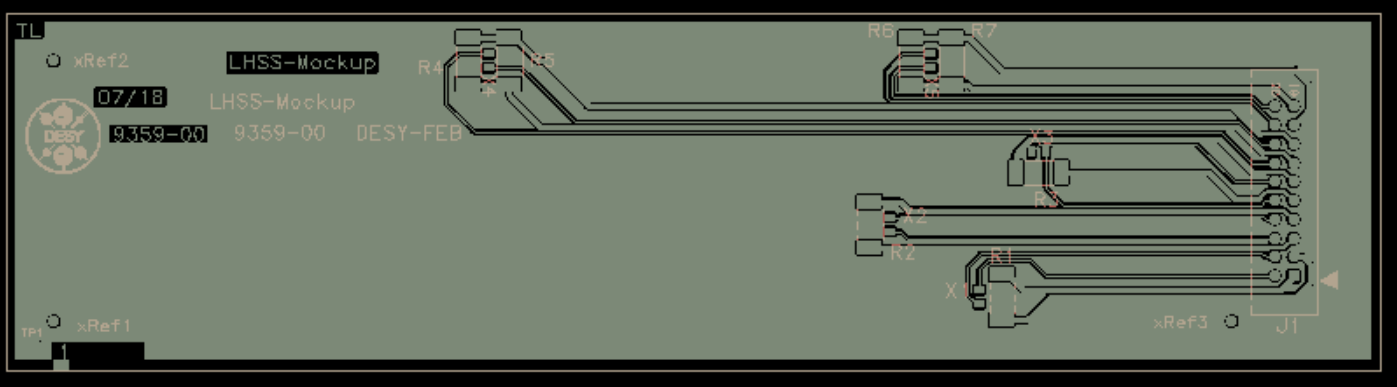 TL
R6 R7
xRef2 LHSS-Mockup R4 R5
07/18 LHSS-Mockup
DESY 9359-00 9359-00 DESY-FEB
X3
R3
X2
R2
R1
X1
TP1 xRef1 xRef3 J1
1